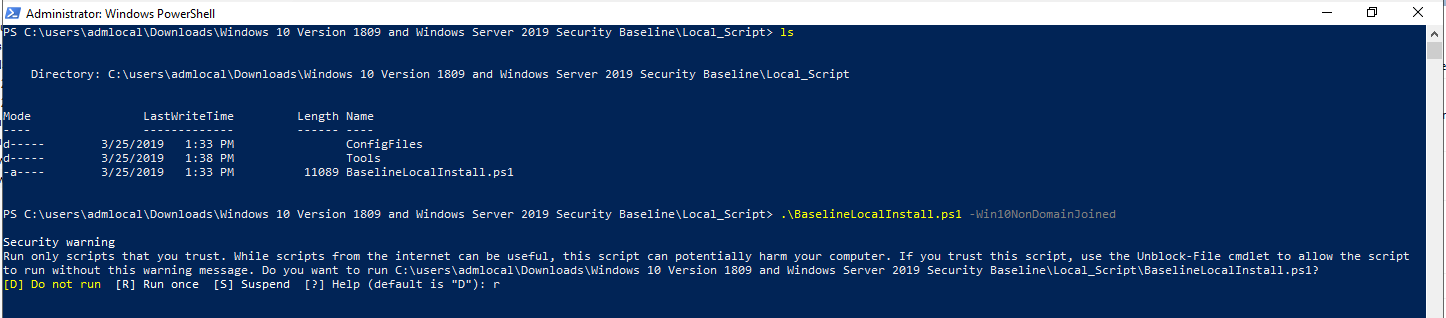 Administrator: Windows PowerShell
PS C:\users\admlocal\Downloads\Windows 10 Version 1809 and Windows Server 2019 Security Baseline\Local_Script> ls
Directory: C:\users\admlocal\Downloads\Windows 10 Version 1809 and Windows Server 2019 Security Baseline\Local_Script
Mode                LastWriteTime         Length Name
----                -------------         ------ ----
d-----        3/25/2019   1:33 PM                ConfigFiles
d-----        3/25/2019   1:38 PM                Tools
-a----        3/25/2019   1:33 PM          11089 BaselineLocalInstall.ps1
PS C:\users\admlocal\Downloads\Windows 10 Version 1809 and Windows Server 2019 Security Baseline\Local_Script> .\BaselineLocalInstall.ps1 -Win10NonDomainJoined
Security warning
Run only scripts that you trust. While scripts from the internet can be useful, this script can potentially harm your computer. If you trust this script, use the Unblock-File cmdlet to allow the script
to run without this warning message. Do you want to run C:\users\admlocal\Downloads\Windows 10 Version 1809 and Windows Server 2019 Security Baseline\Local_Script\BaselineLocalInstall.ps1?
[D] Do not run  [R] Run once  [S] Suspend  [?] Help (default is "D"): r